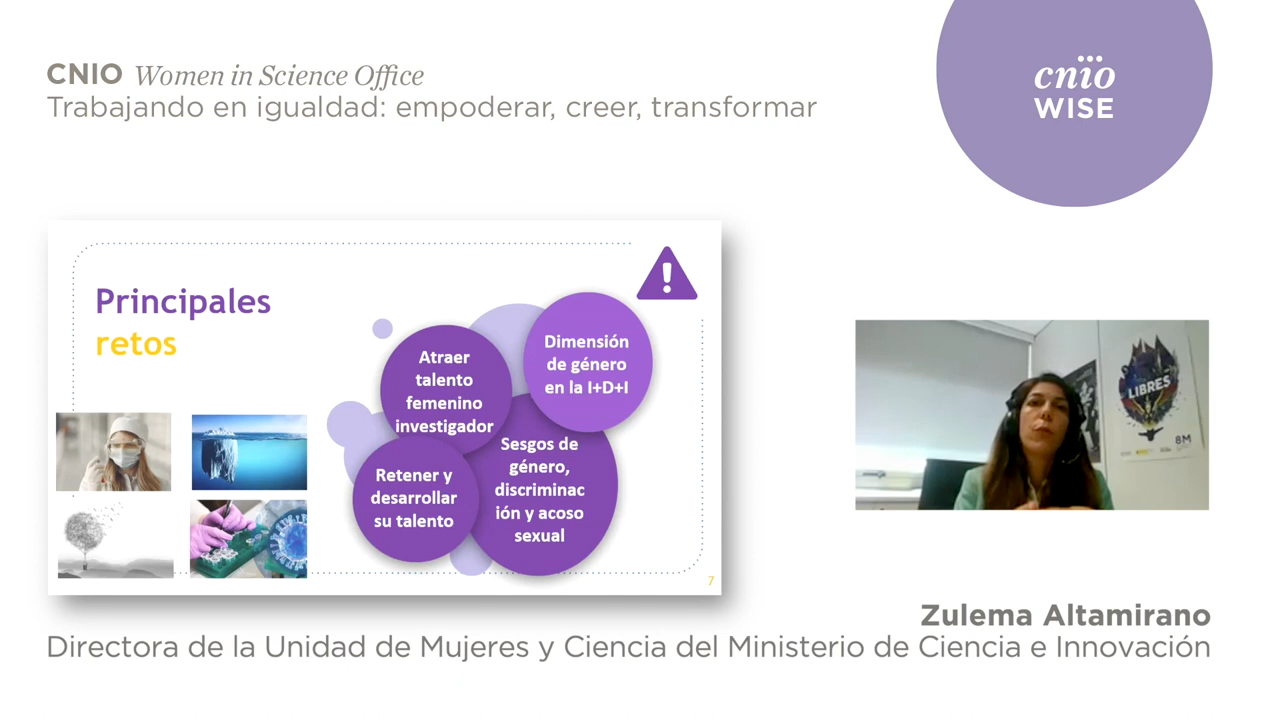 CNIO Women in Science Office
Trabajando en igualdad: empoderar, creer, transformar
cnio
WISE
Principales
retos
Atraer
talento
femenino
investigador
Dimensión
de género
en la I+D+I
Retener y
desarrollar
su talento
Sesgos de
género,
discriminac
ión y acoso
sexual
7
LIBRES
8M
Zulema Altamirano
Directora de la Unidad de Mujeres y Ciencia del Ministerio de Ciencia e Innovación